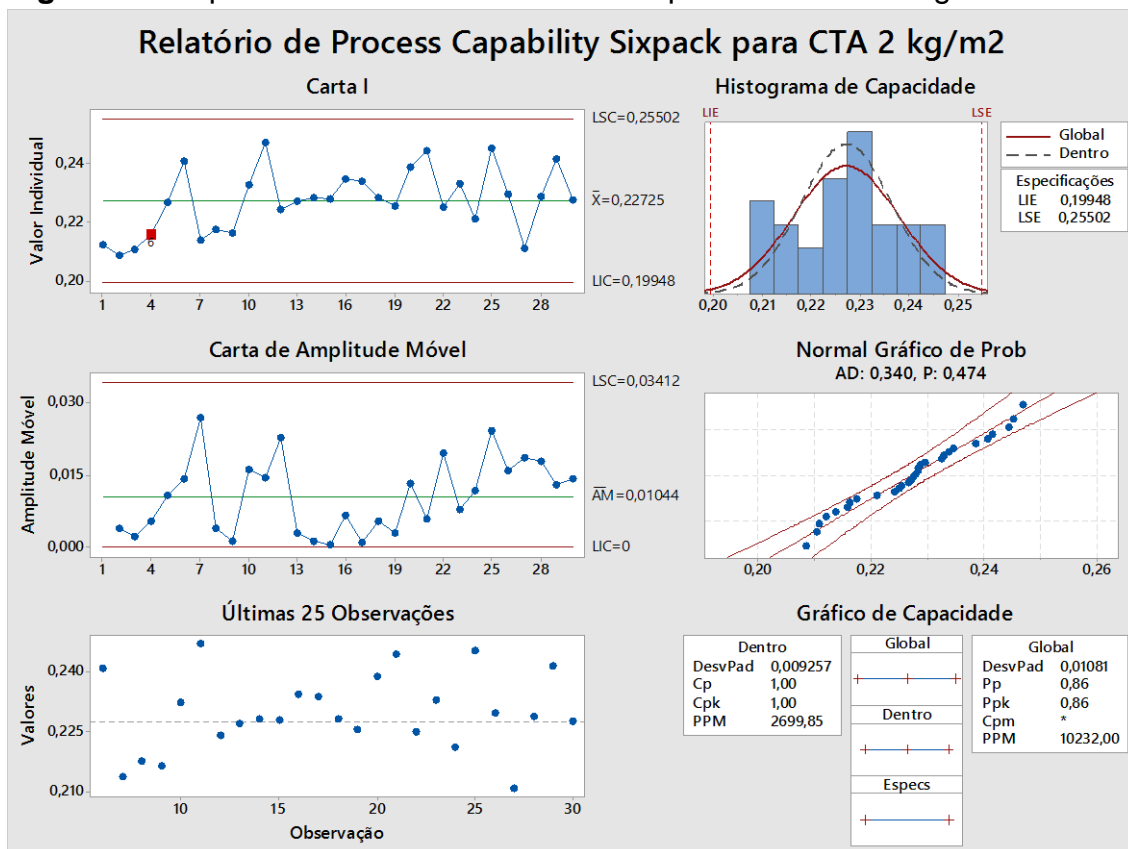 Relatório de Process Capability Sixpack para CTA 2 kg/m2
Carta I
Valor Individual
0,24
0,22
0,20
1 4 7 10 13 16 19 22 25 28
6
LSC=0,25502
X̄=0,22725
LIC=0,19948
Histograma de Capacidade
LIE LSE
0,20 0,21 0,22 0,23 0,24 0,25
Global
Dentro
Especificações
LIE 0,19948
LSE 0,25502
Carta de Amplitude Móvel
Amplitude Móvel
0,030
0,015
0,000
1 4 7 10 13 16 19 22 25 28
LSC=0,03412
A̅M̅=0,01044
LIC=0
Normal Gráfico de Prob
AD: 0,340, P: 0,474
0,20 0,22 0,24 0,26
Últimas 25 Observações
Valores
0,240
0,225
0,210
10 15 20 25 30
Observação
Gráfico de Capacidade
Dentro
DesvPad 0,009257
Cp 1,00
Cpk 1,00
PPM 2699,85
Global
Dentro
Especs
Global
DesvPad 0,01081
Pp 0,86
Ppk 0,86
Cpm *
PPM 10232,00